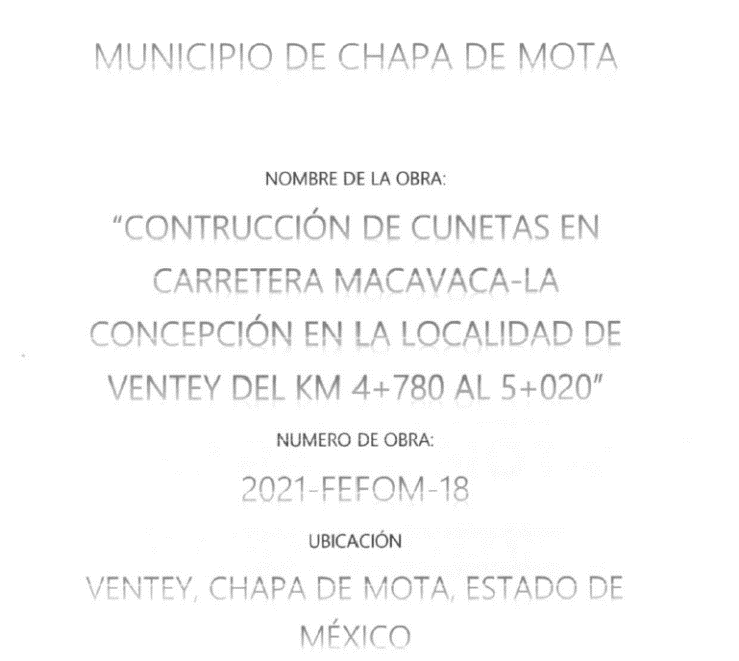 MUNICIPIO DE CHAPA DE MOTA
NOMBRE DE LA OBRA:
“CONTRUCCIÓN DE CUNETAS EN
CARRETERA MACAVACA-LA
CONCEPCIÓN EN LA LOCALIDAD DE
VENTEY DEL KM 4+780 AL 5+020”
NUMERO DE OBRA:
2021-FEFOM-18
UBICACIÓN
VENTEY, CHAPA DE MOTA, ESTADO DE
MÉXICO